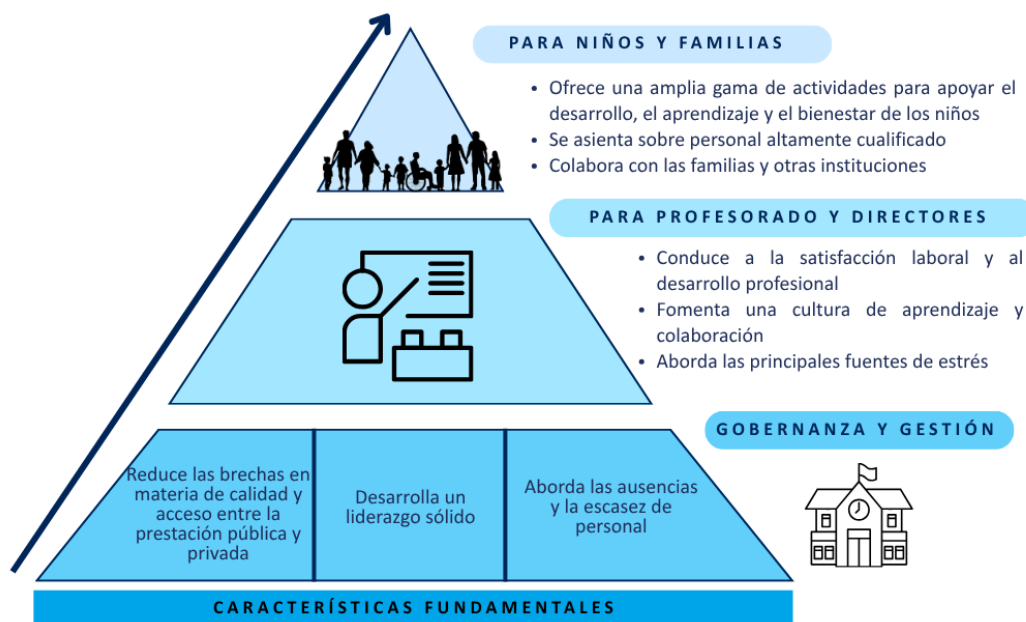 PARA NIÑOS Y FAMILIAS
• Ofrece una amplia gama de actividades para apoyar el
desarrollo, el aprendizaje y el bienestar de los niños
• Se asienta sobre personal altamente cualificado
• Colabora con las familias y otras instituciones
PARA PROFESORADO Y DIRECTORES
• Conduce a la satisfacción laboral y al
desarrollo profesional
• Fomenta una cultura de aprendizaje y
colaboración
• Aborda las principales fuentes de estrés
GOBERNANZA Y GESTIÓN
Reduce las brechas en
materia de calidad y
acceso entre la
prestación pública y
privada
Desarrolla un
liderazgo sólido
Aborda las ausencias
y la escasez de
personal
CARACTERÍSTICAS FUNDAMENTALES